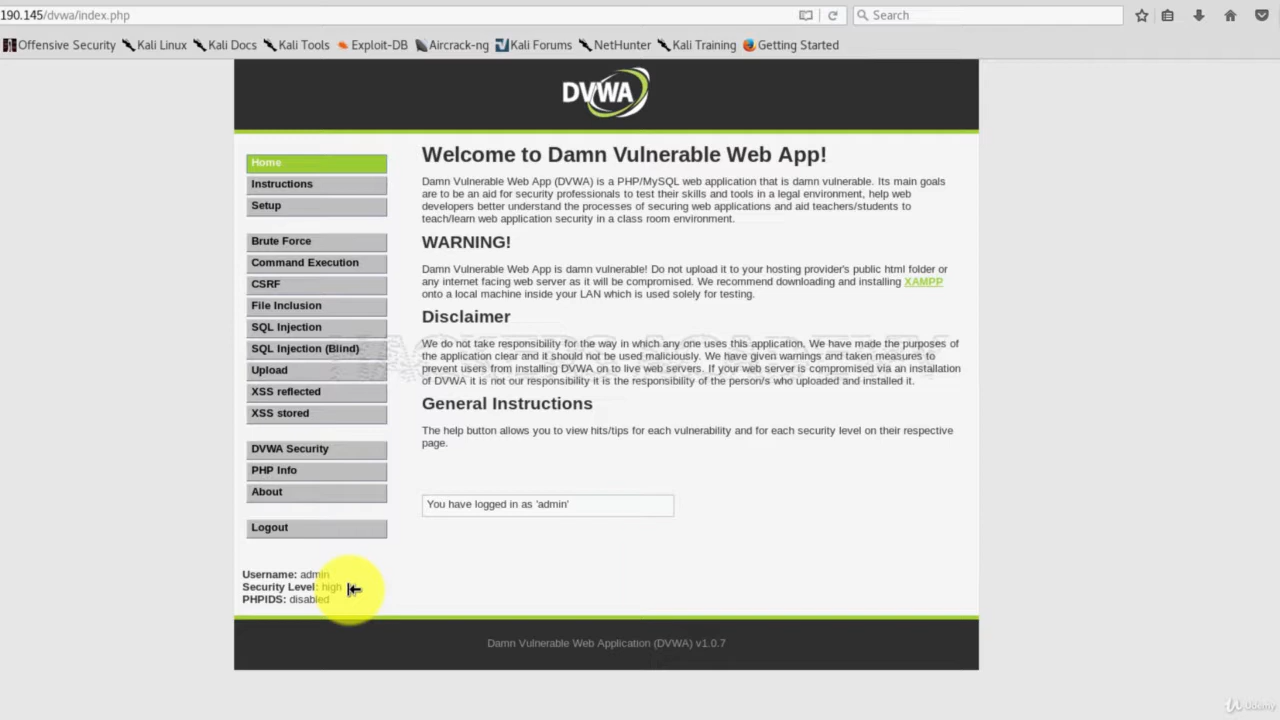 190.145/dvwa/index.php
Search
Offensive Security Kali Linux Kali Docs Kali Tools Exploit-DB Aircrack-ng Kali Forums NetHunter Kali Training Getting Started
DVWA
Home
Instructions
Setup
Brute Force
Command Execution
CSRF
File Inclusion
SQL Injection
SQL Injection (Blind)
Upload
XSS reflected
XSS stored
DVWA Security
PHP Info
About
Logout
Username: admin
Security Level: high
PHPIDS: disabled
Welcome to Damn Vulnerable Web App!
Damn Vulnerable Web App (DVWA) is a PHP/MySQL web application that is damn vulnerable. Its main goals
are to be an aid for security professionals to test their skills and tools in a legal environment, help web
developers better understand the processes of securing web applications and aid teachers/students to
teach/learn web application security in a class room environment.
WARNING!
Damn Vulnerable Web App is damn vulnerable! Do not upload it to your hosting provider's public html folder or
any internet facing web server as it will be compromised. We recommend downloading and installing XAMPP
onto a local machine inside your LAN which is used solely for testing.
Disclaimer
We do not take responsibility for the way in which any one uses this application. We have made the purposes of
the application clear and it should not be used maliciously. We have given warnings and taken measures to
prevent users from installing DVWA on to live web servers. If your web server is compromised via an installation
of DVWA it is not our responsibility it is the responsibility of the person/s who uploaded and installed it.
General Instructions
The help button allows you to view hits/tips for each vulnerability and for each security level on their respective
page.
You have logged in as 'admin'
Damn Vulnerable Web Application (DVWA) v1.0.7
Udemy